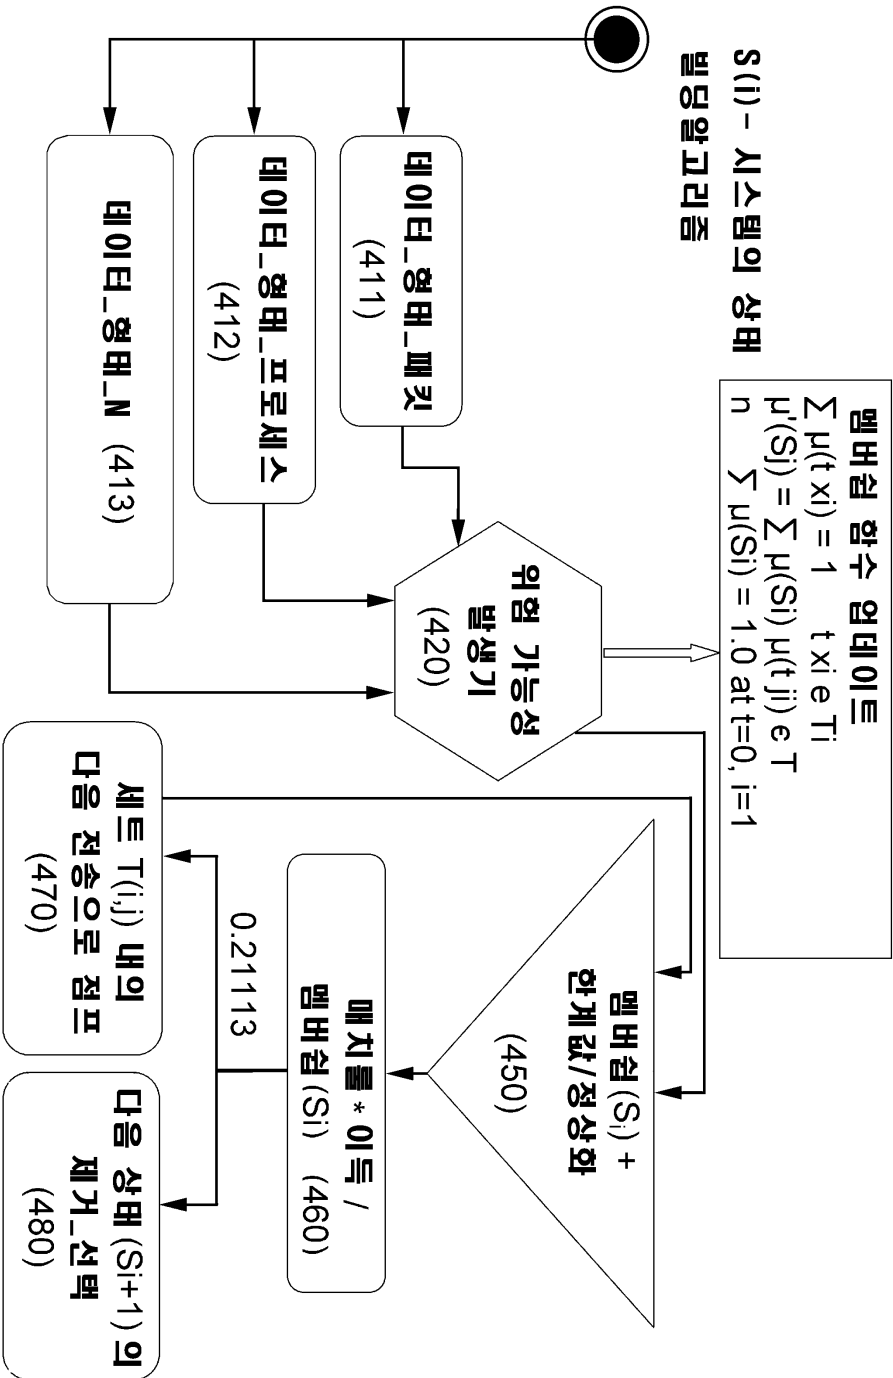 S(i)- 시스템의 상태
빌딩알고리즘
멤버쉽 함수 업데이트
∑ μ(t xi) = 1 t xi e Ti
μ'(Sj) = ∑ μ(Si) μ(t ji) є T
n ∑ μ(Si) = 1.0 at t=0, i=1
데이터_형태_패킷
(411)
데이터_형태_프로세스
(412)
데이터_형태_N (413)
위험 가능성
발생기
(420)
멤버쉽(Si) +
한계값/정상화
(450)
매치를 * 이득 /
멤버쉽(Si) (460)
0.21113
세트 T(i,j) 내의
다음 전송으로 점프
(470)
다음 상태(Si+1)의
제거_선택
(480)